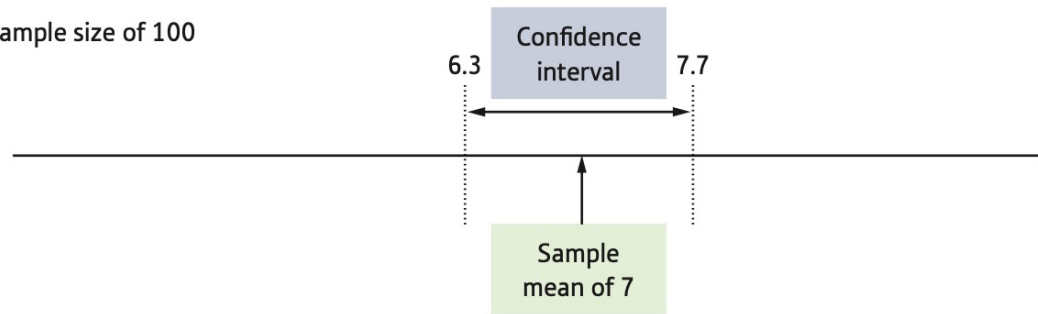 ample size of 100
Confidence
interval
6.3
7.7
Sample
mean of 7